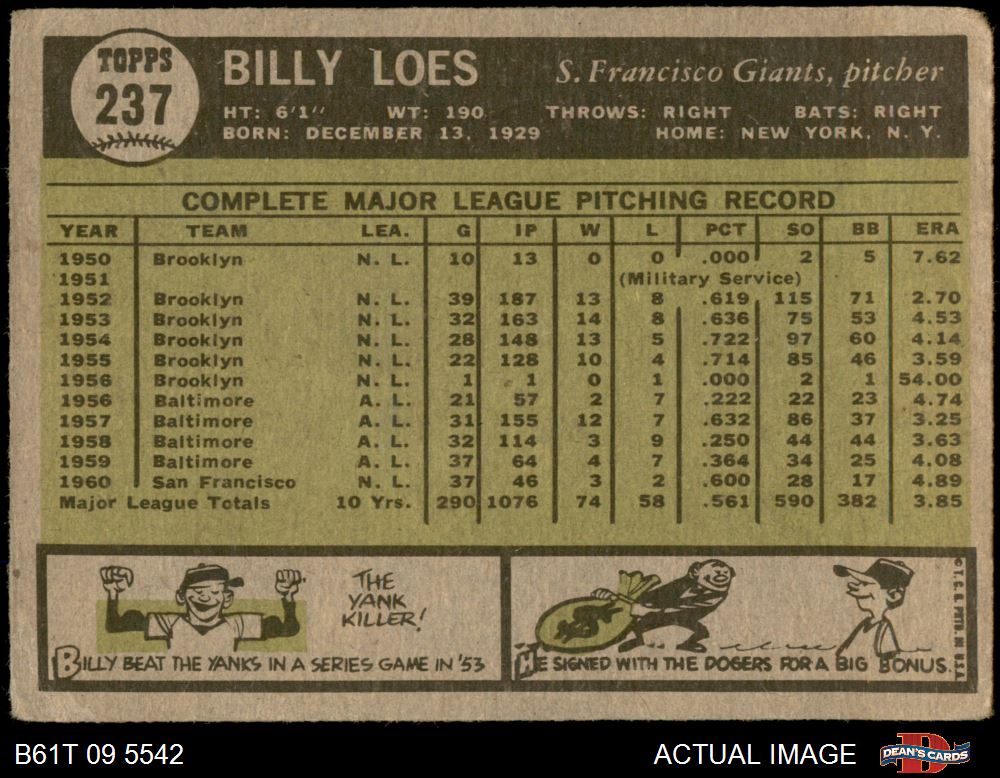 TOPPS
237
BILLY LOES S. Francisco Giants, pitcher
HT: 6'1" WT: 190 THROWS: RIGHT BATS: RIGHT
BORN: DECEMBER 13, 1929 HOME: NEW YORK, N. Y.
COMPLETE MAJOR LEAGUE PITCHING RECORD
YEAR TEAM LEA. G IP W L PCT SO BB ERA
1950 Brooklyn N. L. 10 13 0 0 .000 2 5 7.62
1951 (Military Service)
1952 Brooklyn N. L. 39 187 13 8 .619 115 71 2.70
1953 Brooklyn N. L. 32 163 14 8 .636 75 53 4.53
1954 Brooklyn N. L. 28 148 13 5 .722 97 60 4.14
1955 Brooklyn N. L. 22 128 10 4 .714 85 46 3.59
1956 Brooklyn N. L. 1 1 0 1 .000 2 1 54.00
1956 Baltimore A. L. 21 57 2 7 .222 22 23 4.74
1957 Baltimore A. L. 31 155 12 7 .632 86 37 3.25
1958 Baltimore A. L. 32 114 3 9 .250 44 44 3.63
1959 Baltimore A. L. 37 64 4 7 .364 34 25 4.08
1960 San Francisco N. L. 37 46 3 2 .600 28 17 4.89
Major League Totals 10 Yrs. 290 1076 74 58 .561 590 382 3.85
THE
YANK
KILLER!
BILLY BEAT THE YANKS IN A SERIES GAME IN '53
HE SIGNED WITH THE DOGERS FOR A BIG BONUS.
© T. C. G. PRTD. IN U.S.A.
B61T 09 5542 ACTUAL IMAGE DEAN'S CARDS